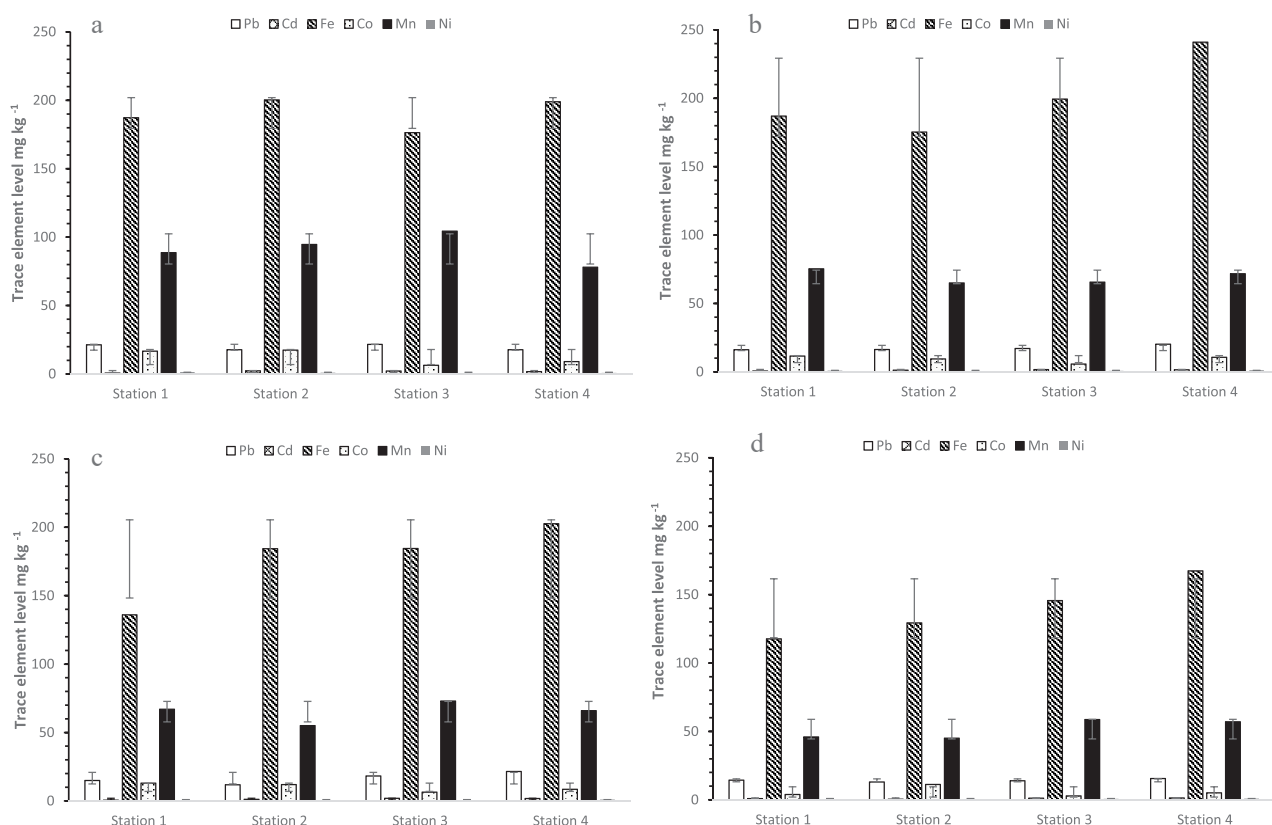 a
Pb Cd Fe Co Mn Ni
250
200
150
100
50
0
Trace element level mg kg -1
Station 1 Station 2 Station 3 Station 4
b
Pb Cd Fe Co Mn Ni
250
200
150
100
50
0
Trace element level mg kg -1
Station 1 Station 2 Station 3 Station 4
c
Pb Cd Fe Co Mn Ni
250
200
150
100
50
0
Trace element level mg kg -1
Station 1 Station 2 Station 3 Station 4
d
Pb Cd Fe Co Mn Ni
250
200
150
100
50
0
Trace element level mg kg -1
Station 1 Station 2 Station 3 Station 4